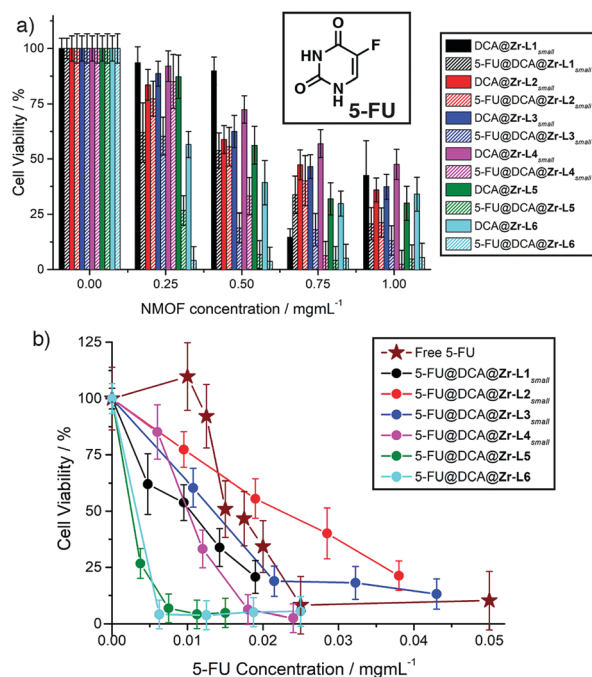 a)
Cell Viability / %
100
75
50
25
0
0.00 0.25 0.50 0.75 1.00
NMOF concentration / mgmL-1
O
F
HN
O
N
H
5-FU
DCA@Zr-L1small
5-FU@DCA@Zr-L1small
DCA@Zr-L2small
5-FU@DCA@Zr-L2small
DCA@Zr-L3small
5-FU@DCA@Zr-L3small
DCA@Zr-L4small
5-FU@DCA@Zr-L4small
DCA@Zr-L5
5-FU@DCA@Zr-L5
DCA@Zr-L6
5-FU@DCA@Zr-L6
b)
Cell Viability / %
125
100
75
50
25
0
0.00 0.01 0.02 0.03 0.04 0.05
5-FU Concentration / mgmL-1
Free 5-FU
5-FU@DCA@Zr-L1small
5-FU@DCA@Zr-L2small
5-FU@DCA@Zr-L3small
5-FU@DCA@Zr-L4small
5-FU@DCA@Zr-L5
5-FU@DCA@Zr-L6